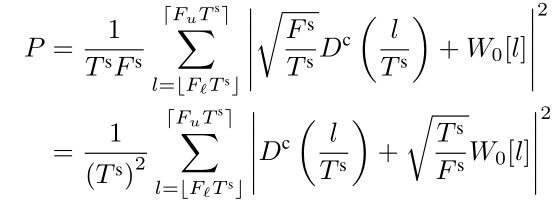 P = \frac{1}{T^{\mathrm{s}} F^{\mathrm{s}}} \sum_{l=\lfloor F_{\ell} T^{\mathrm{s}} \rfloor}^{\lceil F_u T^{\mathrm{s}} \rceil} \left| \sqrt{\frac{F^{\mathrm{s}}}{T^{\mathrm{s}}}} D^{\mathrm{c}} \left( \frac{l}{T^{\mathrm{s}}} \right) + W_0[l] \right|^2
= \frac{1}{(T^{\mathrm{s}})^2} \sum_{l=\lfloor F_{\ell} T^{\mathrm{s}} \rfloor}^{\lceil F_u T^{\mathrm{s}} \rceil} \left| D^{\mathrm{c}} \left( \frac{l}{T^{\mathrm{s}}} \right) + \sqrt{\frac{T^{\mathrm{s}}}{F^{\mathrm{s}}}} W_0[l] \right|^2